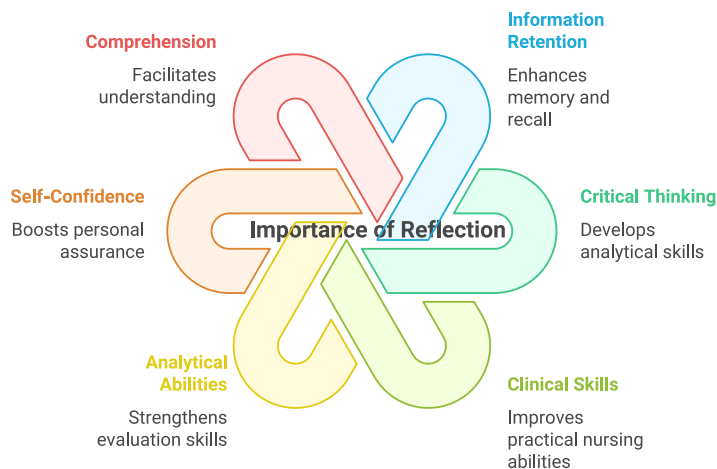 Comprehension
Facilitates
understanding
Information
Retention
Enhances
memory and
recall
Self-Confidence
Boosts personal
assurance
Importance of Reflection
Critical Thinking
Develops
analytical skills
Analytical
Abilities
Strengthens
evaluation skills
Clinical Skills
Improves
practical nursing
abilities